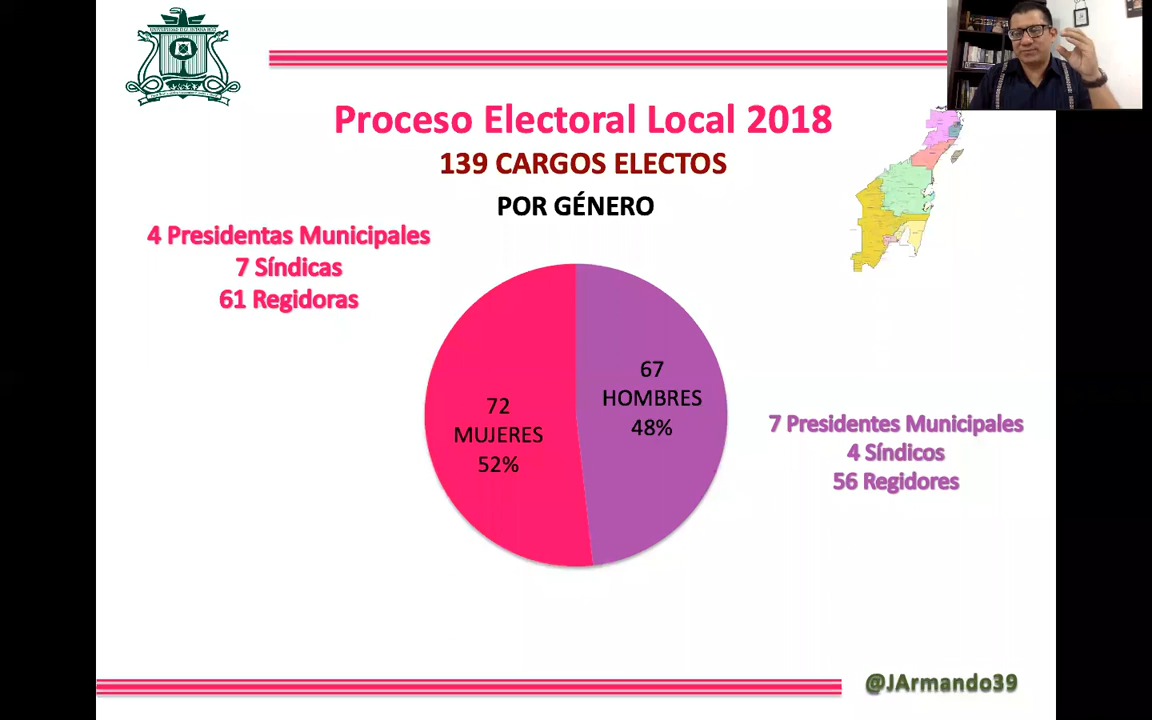 Proceso Electoral Local 2018
139 CARGOS ELECTOS
POR GÉNERO
4 Presidentas Municipales
7 Síndicas
61 Regidoras
67
HOMBRES
48%
72
MUJERES
52%
7 Presidentes Municipales
4 Síndicos
56 Regidores
@JArmando39